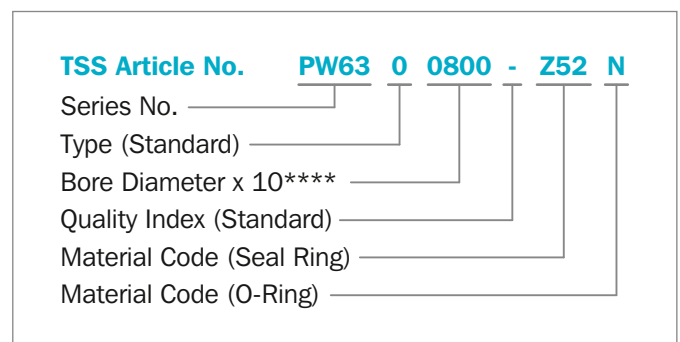 TSS Article No. PW63 0 0800 - Z52 N
Series No.
Type (Standard)
Bore Diameter x 10****
Quality Index (Standard)
Material Code (Seal Ring)
Material Code (O-Ring)